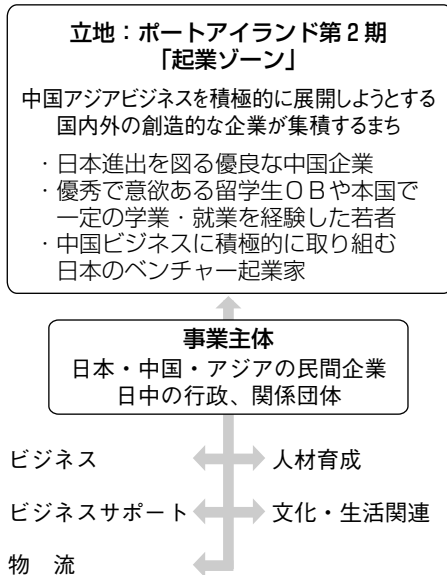 立地：ポートアイランド第２期
「起業ゾーン」
中国アジアビジネスを積極的に展開しようとする
国内外の創造的な企業が集積するまち
・日本進出を図る優良な中国企業
・優秀で意欲ある留学生ＯＢや本国で
一定の学業・就業を経験した若者
・中国ビジネスに積極的に取り組む
日本のベンチャー起業家
事業主体
日本・中国・アジアの民間企業
日中の行政、関係団体
ビジネス　人材育成
ビジネスサポート　文化・生活関連
物　流